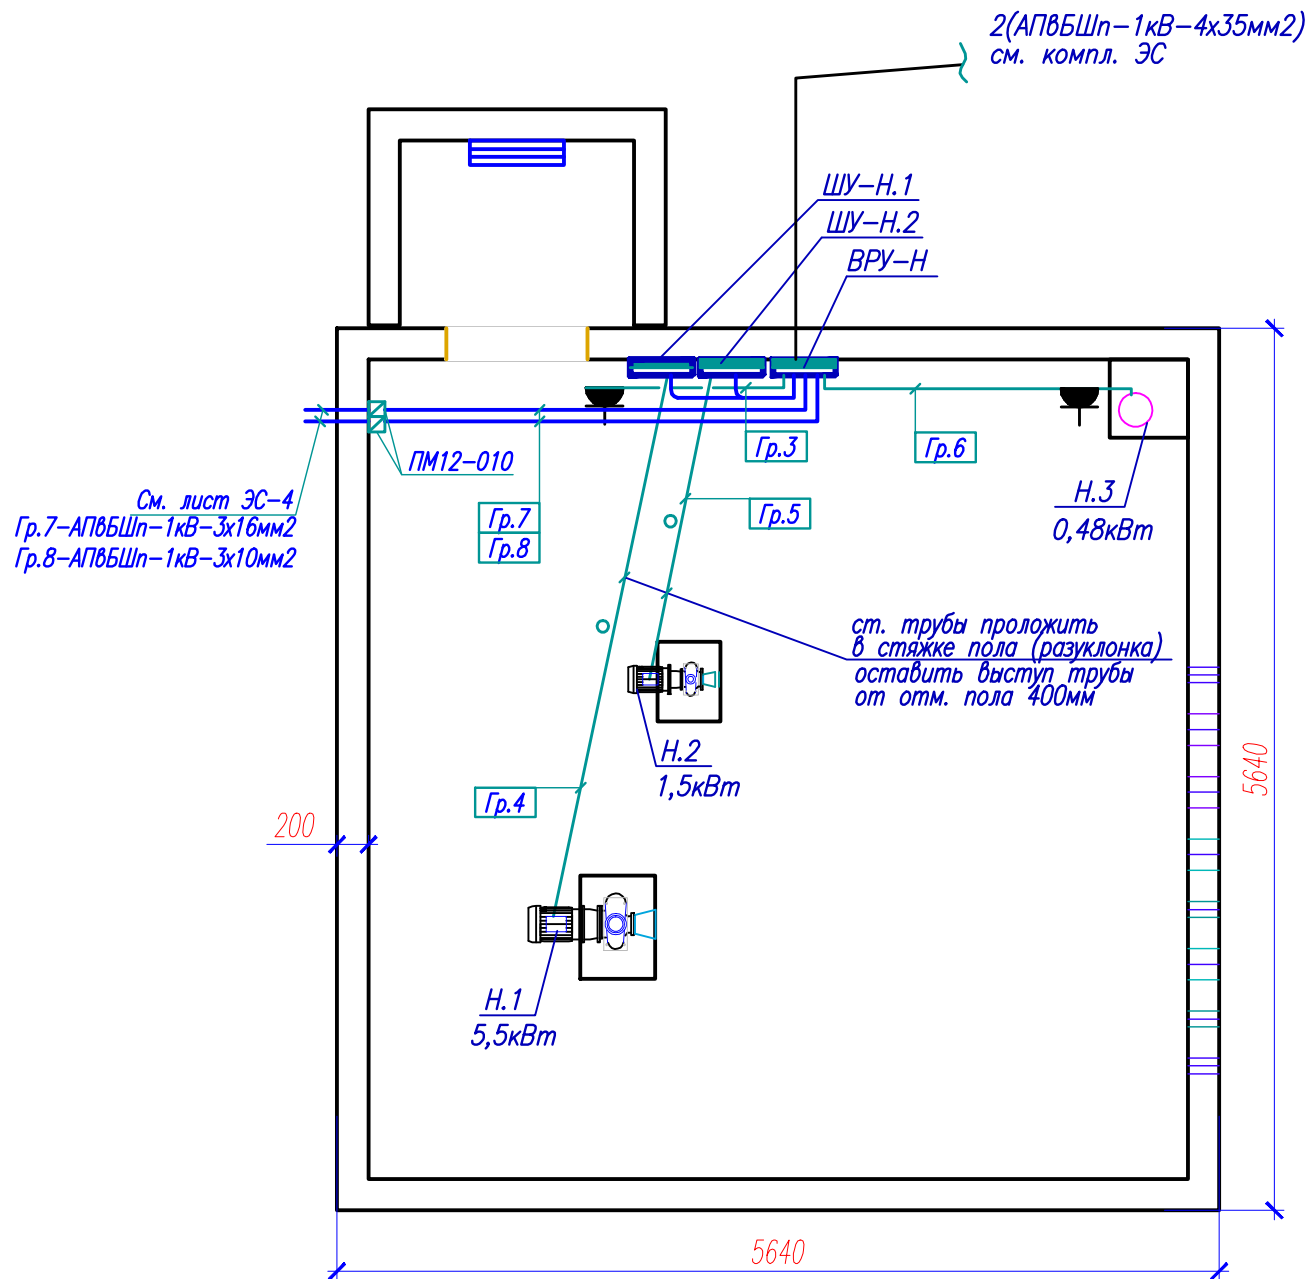 2(АПвБШп-1кВ-4х35мм2)
см. компл. ЭС
ШУ-Н.1
ШУ-Н.2
ВРУ-Н
Гр.3
Гр.6
ПМ12-010
См. лист ЭС-4
Гр.7-АПвБШп-1кВ-3х16мм2
Гр.8-АПвБШп-1кВ-3х10мм2
Гр.7
Гр.8
Гр.5
Н.3
0,48кВт
ст. трубы проложить
в стяжке пола (разуклонка)
оставить выступ трубы
от отм. пола 400мм
Н.2
1,5кВт
Гр.4
200
5640
Н.1
5,5кВт
5640